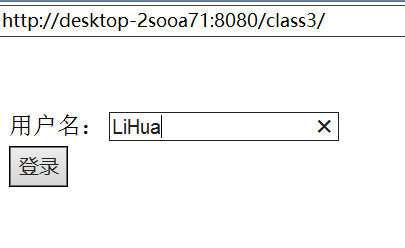 http://desktop-2sooa71:8080/class3/
用户名： LiHua
登录